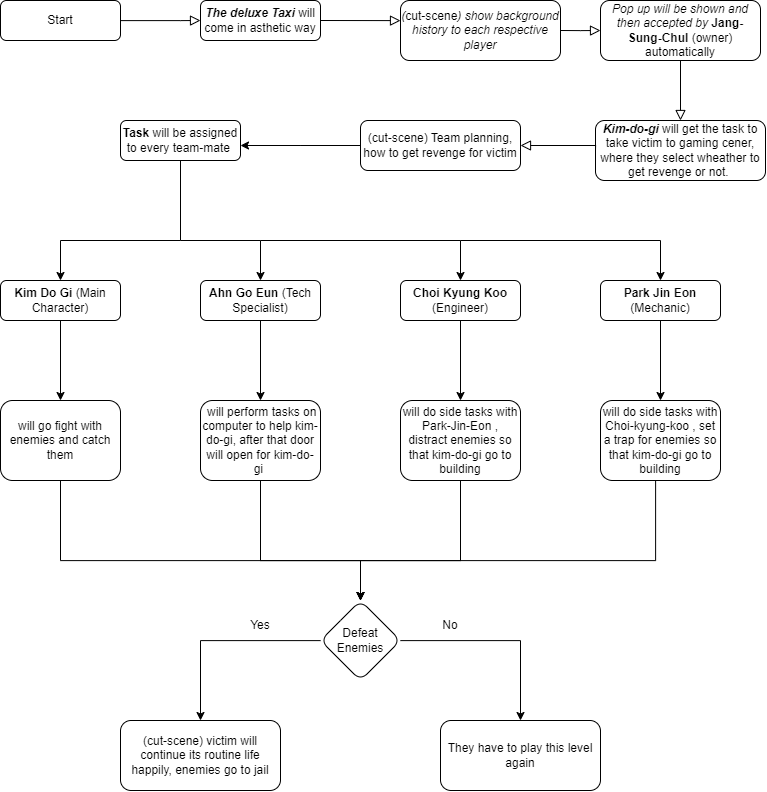 Start
The deluxe Taxi will
come in asthetic way
(cut-scene) show background
history to each respective
player
Pop up will be shown and
then accepted by Jang-
Sung-Chul (owner)
automatically
Kim-do-gi will get the task to
take victim to gaming cener,
where they select wheather to
get revenge or not.
(cut-scene) Team planning,
how to get revenge for victim
Task will be assigned
to every team-mate
Kim Do Gi (Main
Character)
Ahn Go Eun (Tech
Specialist)
Choi Kyung Koo
(Engineer)
Park Jin Eon
(Mechanic)
will go fight with
enemies and catch
them
will perform tasks on
computer to help kim-
do-gi, after that door
will open for kim-do-
gi
will do side tasks with
Park-Jin-Eon ,
distract enemies so
that kim-do-gi go to
building
will do side tasks with
Choi-kyung-koo , set
a trap for enemies so
that kim-do-gi go to
building
Defeat
Enemies
Yes
No
(cut-scene) victim will
continue its routine life
happily, enemies go to jail
They have to play this level
again